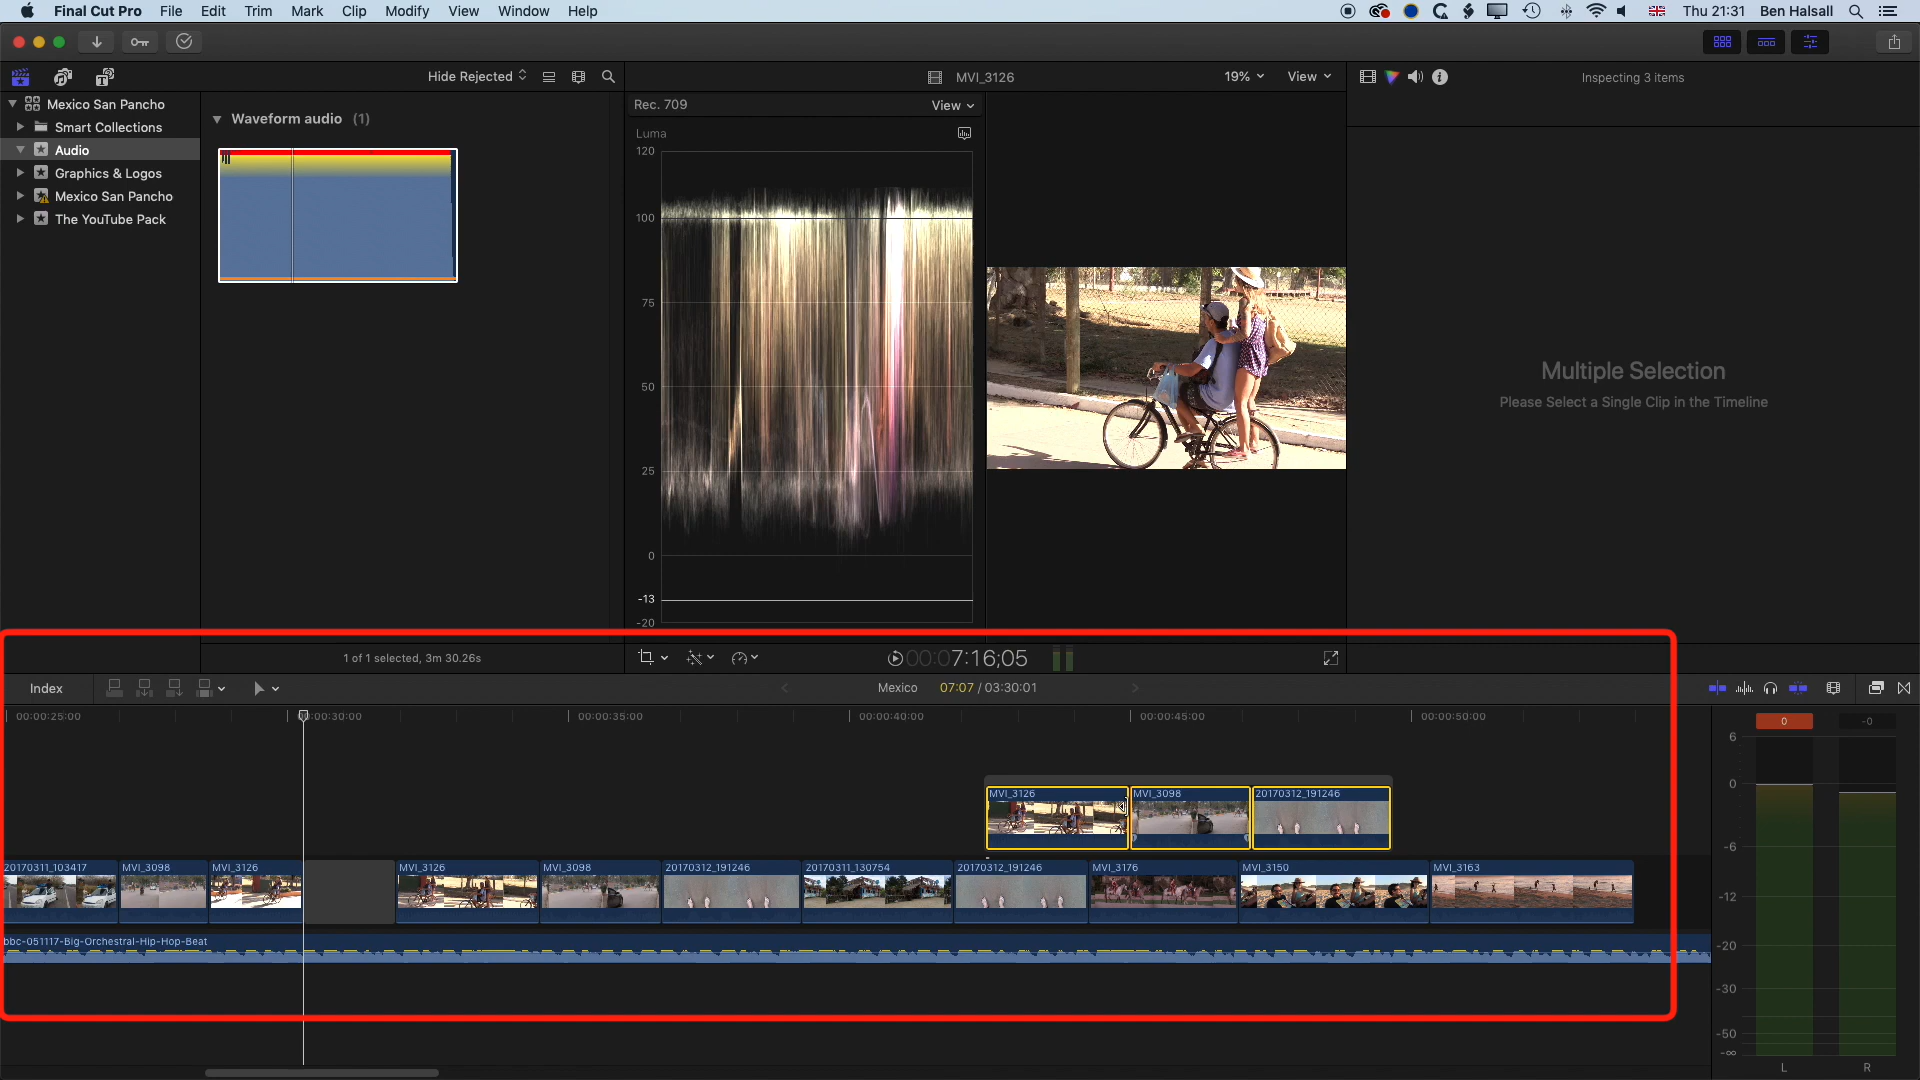 Final Cut Pro File Edit Trim Mark Clip Modify View Window Help Thu 21:31 Ben Halsall
Hide Rejected MVI_3126 19% View Inspecting 3 items
Mexico San Pancho
Smart Collections
Audio
Graphics & Logos
Mexico San Pancho
The YouTube Pack
Waveform audio (1)
Rec. 709 View
Luma
120
100
75
50
25
0
-13
-20
Multiple Selection
Please Select a Single Clip in the Timeline
1 of 1 selected, 3m 30.26s 00:07:16;05
Index Mexico 07:07 / 03:30:01
00:00:25:00 00:00:30:00 00:00:35:00 00:00:40:00 00:00:45:00 00:00:50:00
MVI_3126 MVI_3098 20170312_191246
20170311_103417 MVI_3098 MVI_3126 MVI_3126 MVI_3098 20170312_191246 20170311_130754 20170312_191246 MVI_3176 MVI_3150 MVI_3163
bbc-051117-Big-Orchestral-Hip-Hop-Beat
0 -0
6
0
-6
-12
-20
-30
-50
-∞
L R